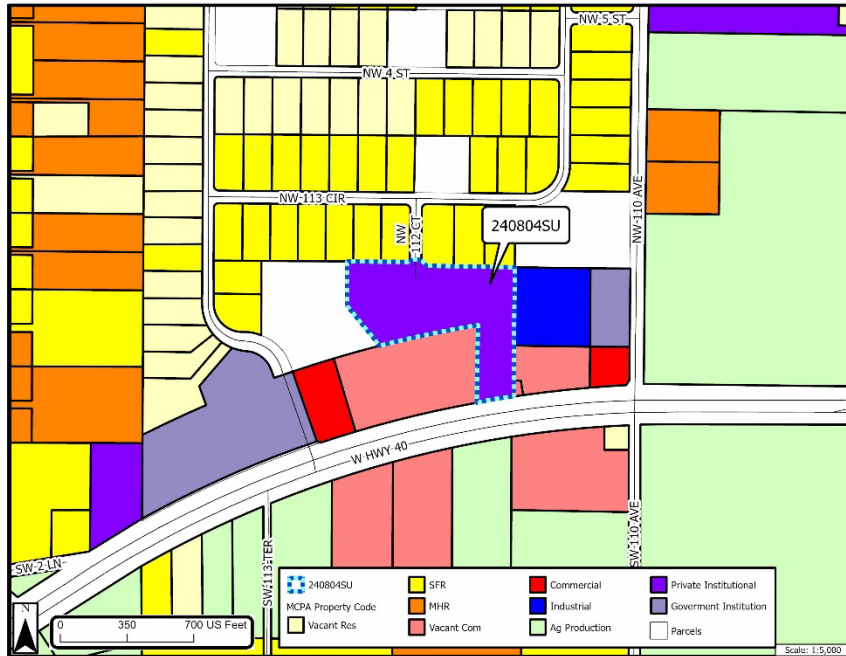 NW 5 ST
NW 4 ST
NW 113 CIR
NW
112 CT
240804SU
NW 110 AVE
W HWY 40
SW 2 LN
SW 113 TER
SW 110 AVE
N
0 350 700 US Feet
240804SU
MCPA Property Code
Vacant Res
SFR
MHR
Vacant Com
Commercial
Industrial
Ag Production
Private Institutional
Goverment Institution
Parcels
Scale: 1:5,000